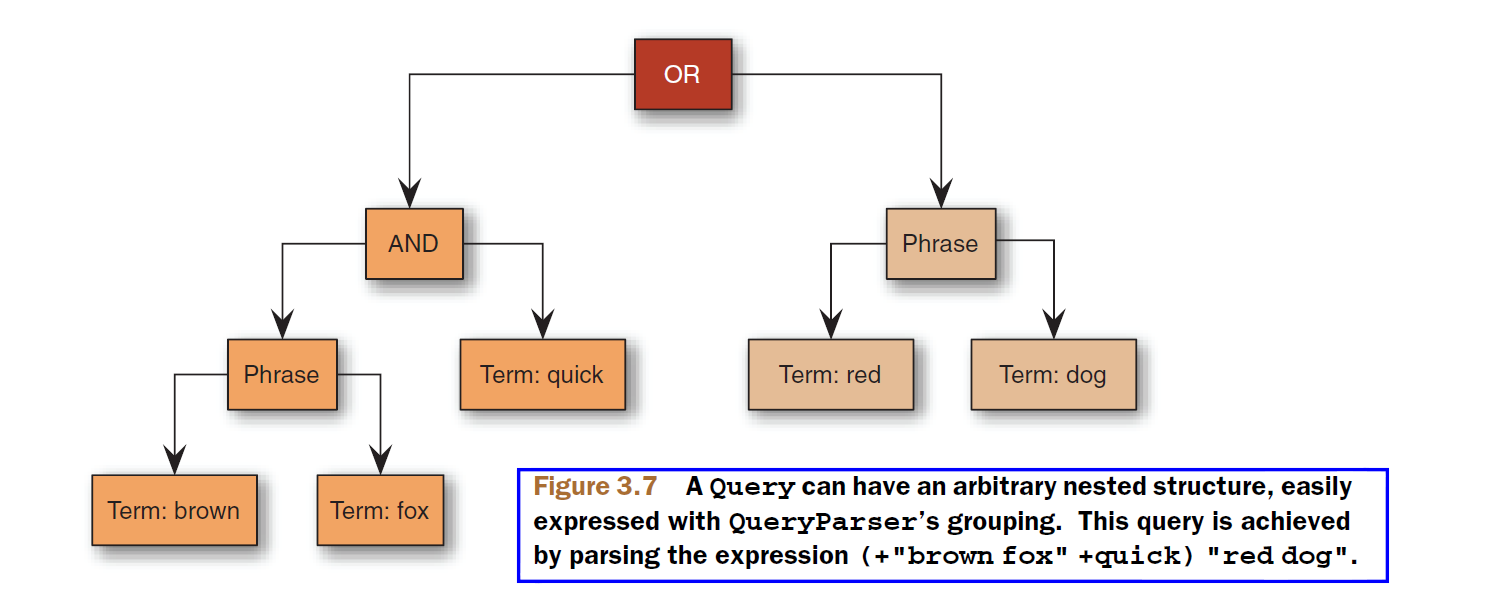 OR
AND
Phrase
Phrase
Term: quick
Term: red
Term: dog
Term: brown
Term: fox
Figure 3.7 A Query can have an arbitrary nested structure, easily
expressed with QueryParser’s grouping. This query is achieved
by parsing the expression (+"brown fox" +quick) "red dog".